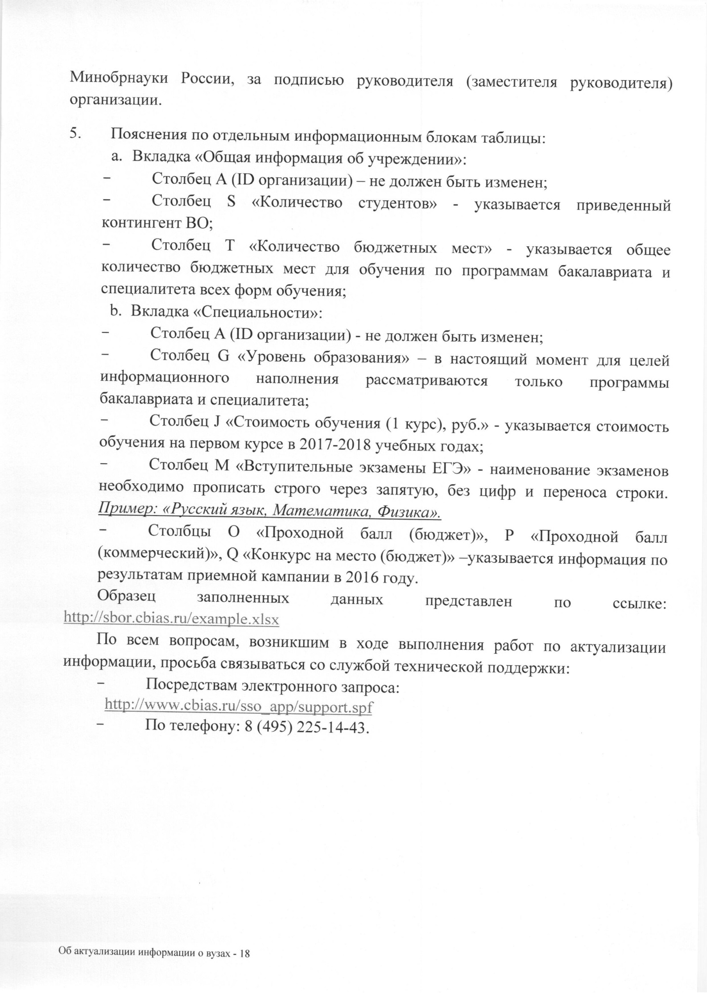 Минобрнауки России, за подписью руководителя (заместителя руководителя)
организации.
5. Пояснения по отдельным информационным блокам таблицы:
a. Вкладка «Общая информация об учреждении»:
− Столбец A (ID организации) – не должен быть изменен;
− Столбец S «Количество студентов» - указывается приведенный
контингент ВО;
− Столбец T «Количество бюджетных мест» - указывается общее
количество бюджетных мест для обучения по программам бакалавриата и
специалитета всех форм обучения;
b. Вкладка «Специальности»:
− Столбец A (ID организации) - не должен быть изменен;
− Столбец G «Уровень образования» – в настоящий момент для целей
информационного наполнения рассматриваются только программы
бакалавриата и специалитета;
− Столбец J «Стоимость обучения (1 курс), руб.» - указывается стоимость
обучения на первом курсе в 2017-2018 учебных годах;
− Столбец M «Вступительные экзамены ЕГЭ» - наименование экзаменов
необходимо прописать строго через запятую, без цифр и переноса строки.
Пример: «Русский язык, Математика, Физика».
− Столбцы O «Проходной балл (бюджет)», P «Проходной балл
(коммерческий)», Q «Конкурс на место (бюджет)» –указывается информация по
результатам приемной кампании в 2016 году.
Образец заполненных данных представлен по ссылке:
http://sbor.cbias.ru/example.xlsx
По всем вопросам, возникшим в ходе выполнения работ по актуализации
информации, просьба связываться со службой технической поддержки:
− Посредствам электронного запроса:
http://www.cbias.ru/sso_app/support.spf
− По телефону: 8 (495) 225-14-43.
Об актуализации информации о вузах - 18